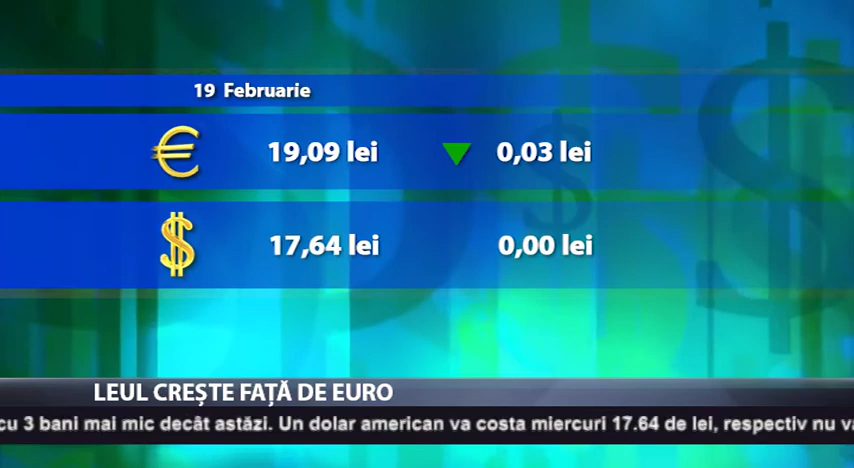 19 Februarie
€ 19,09 lei 0,03 lei
$ 17,64 lei 0,00 lei
LEUL CREȘTE FAȚĂ DE EURO
cu 3 bani mai mic decât astăzi. Un dolar american va costa miercuri 17.64 de lei, respectiv nu